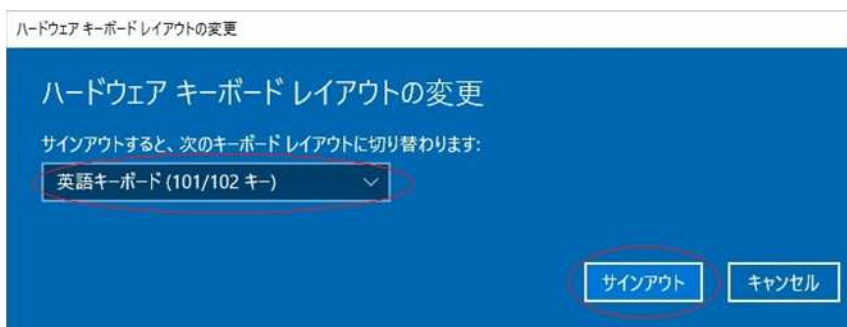 ハードウェア キーボード レイアウトの変更
ハードウェア キーボード レイアウトの変更
サインアウトすると、次のキーボード レイアウトに切り替わります:
英語キーボード (101/102 キー)
サインアウト
キャンセル